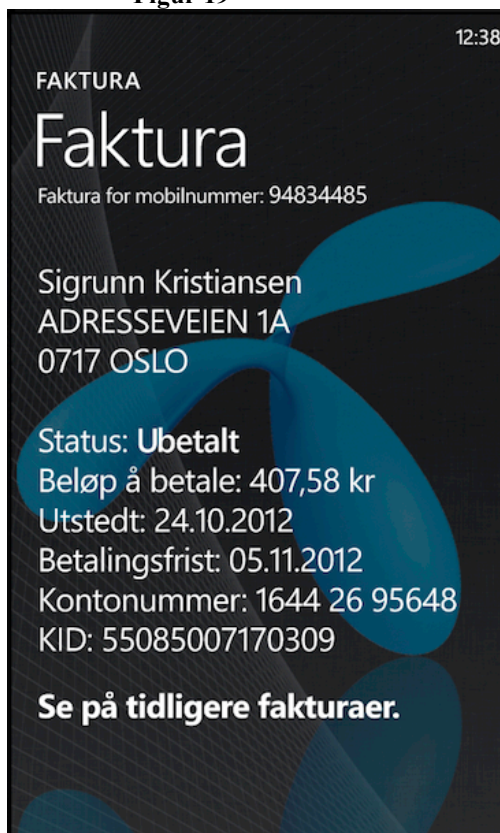 Figur 19
12:38
FAKTURA
Faktura
Faktura for mobilnummer: 94834485
Sigrunn Kristiansen
ADRESSEVEIEN 1A
0717 OSLO
Status: Ubetalt
Beløp å betale: 407,58 kr
Utstedt: 24.10.2012
Betalingsfrist: 05.11.2012
Kontonummer: 1644 26 95648
KID: 55085007170309
Se på tidligere fakturaer.